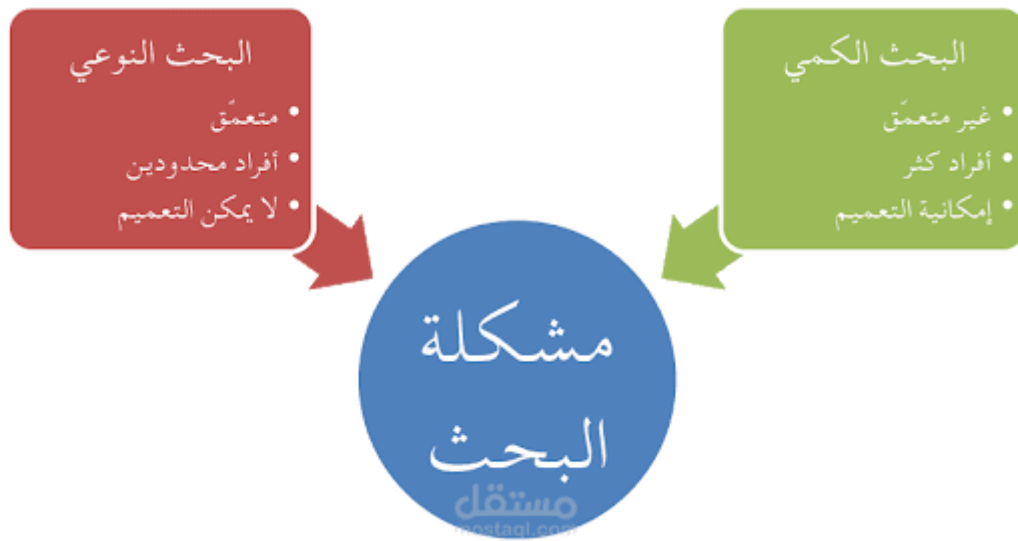 البحث الكمي
• غير متعمّق
• أفراد كثر
• إمكانية التعميم
البحث النوعي
• متعمّق
• أفراد محدودين
• لا يمكن التعميم
مشكلة
البحث
مستقل
mostaql.com